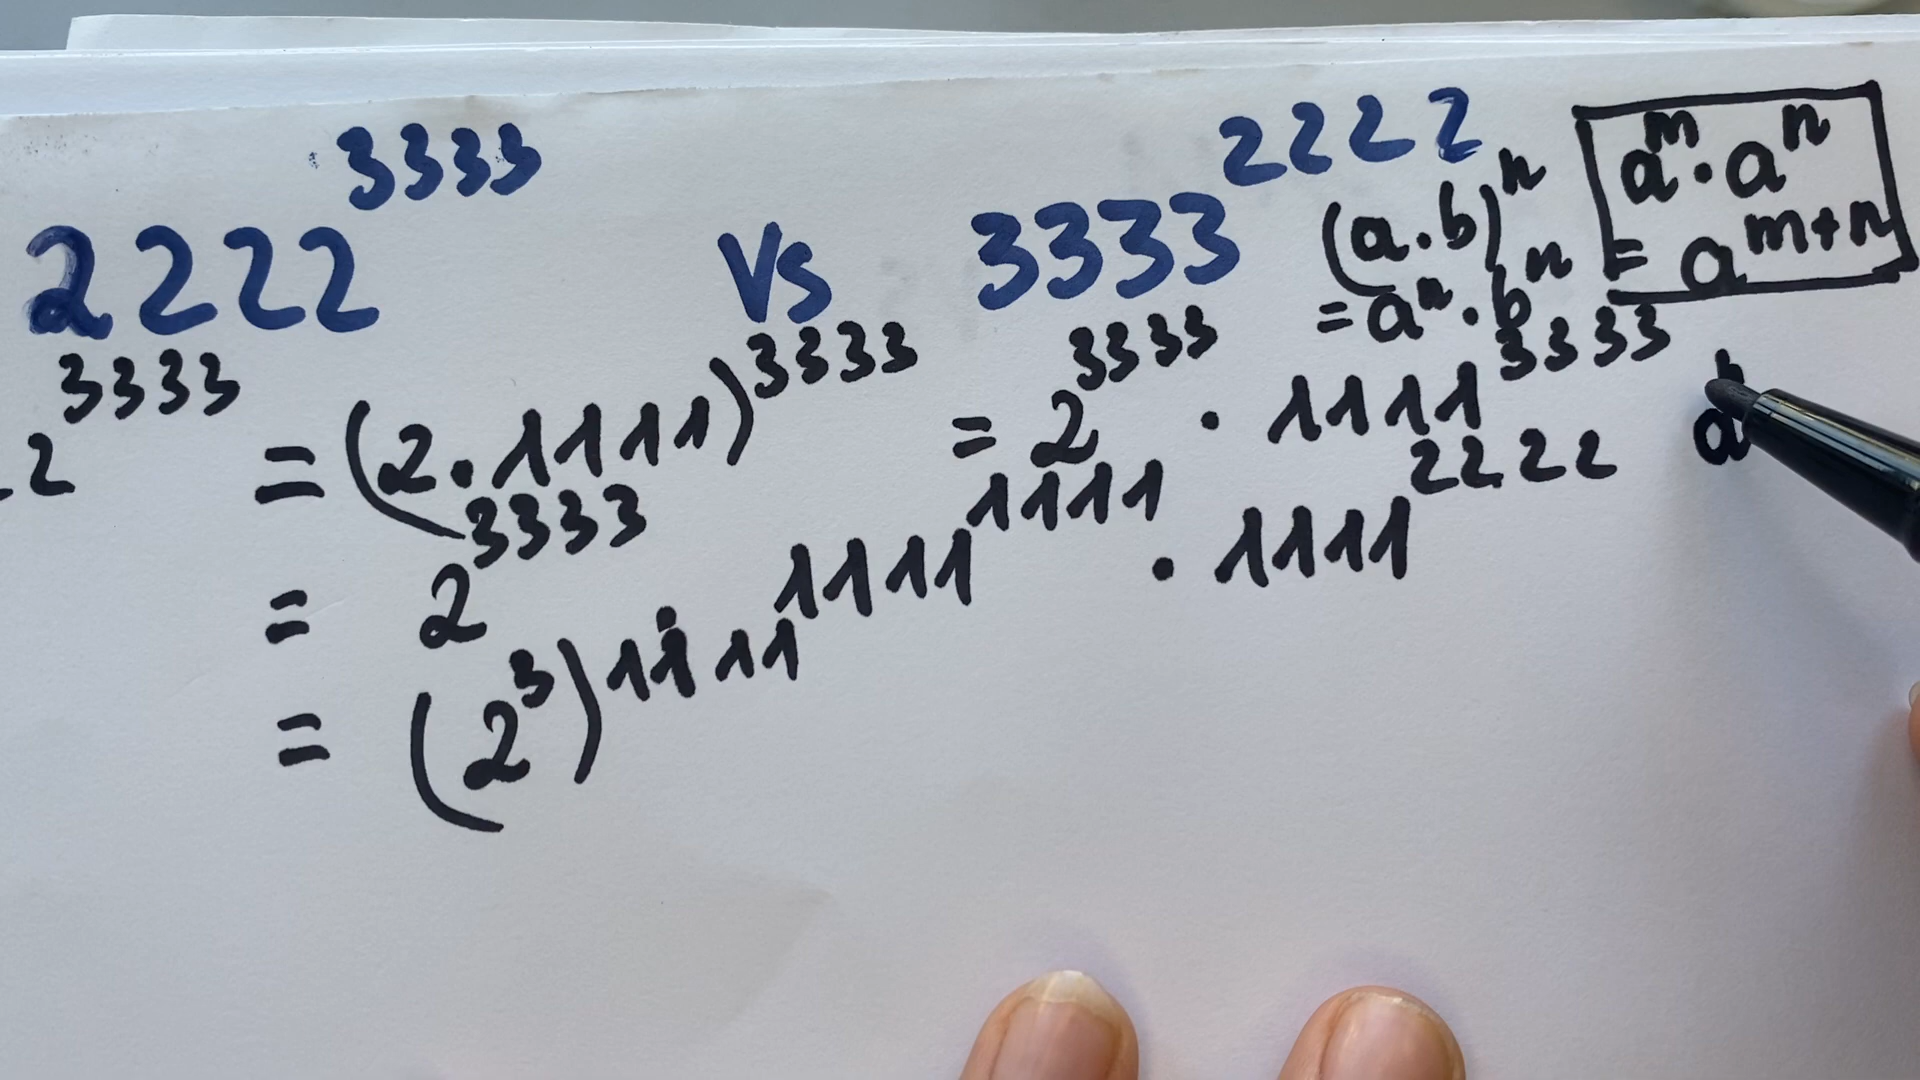 2222^3333 Vs 3333^2222
(a.b)^n = a^n . b^n
a^m . a^n = a^m+n
2^3333 = (2.1111)^3333 = 2^3333 . 1111^3333
= 2^3333 1111^1111 . 1111^2222
= (2^3)^1111
a